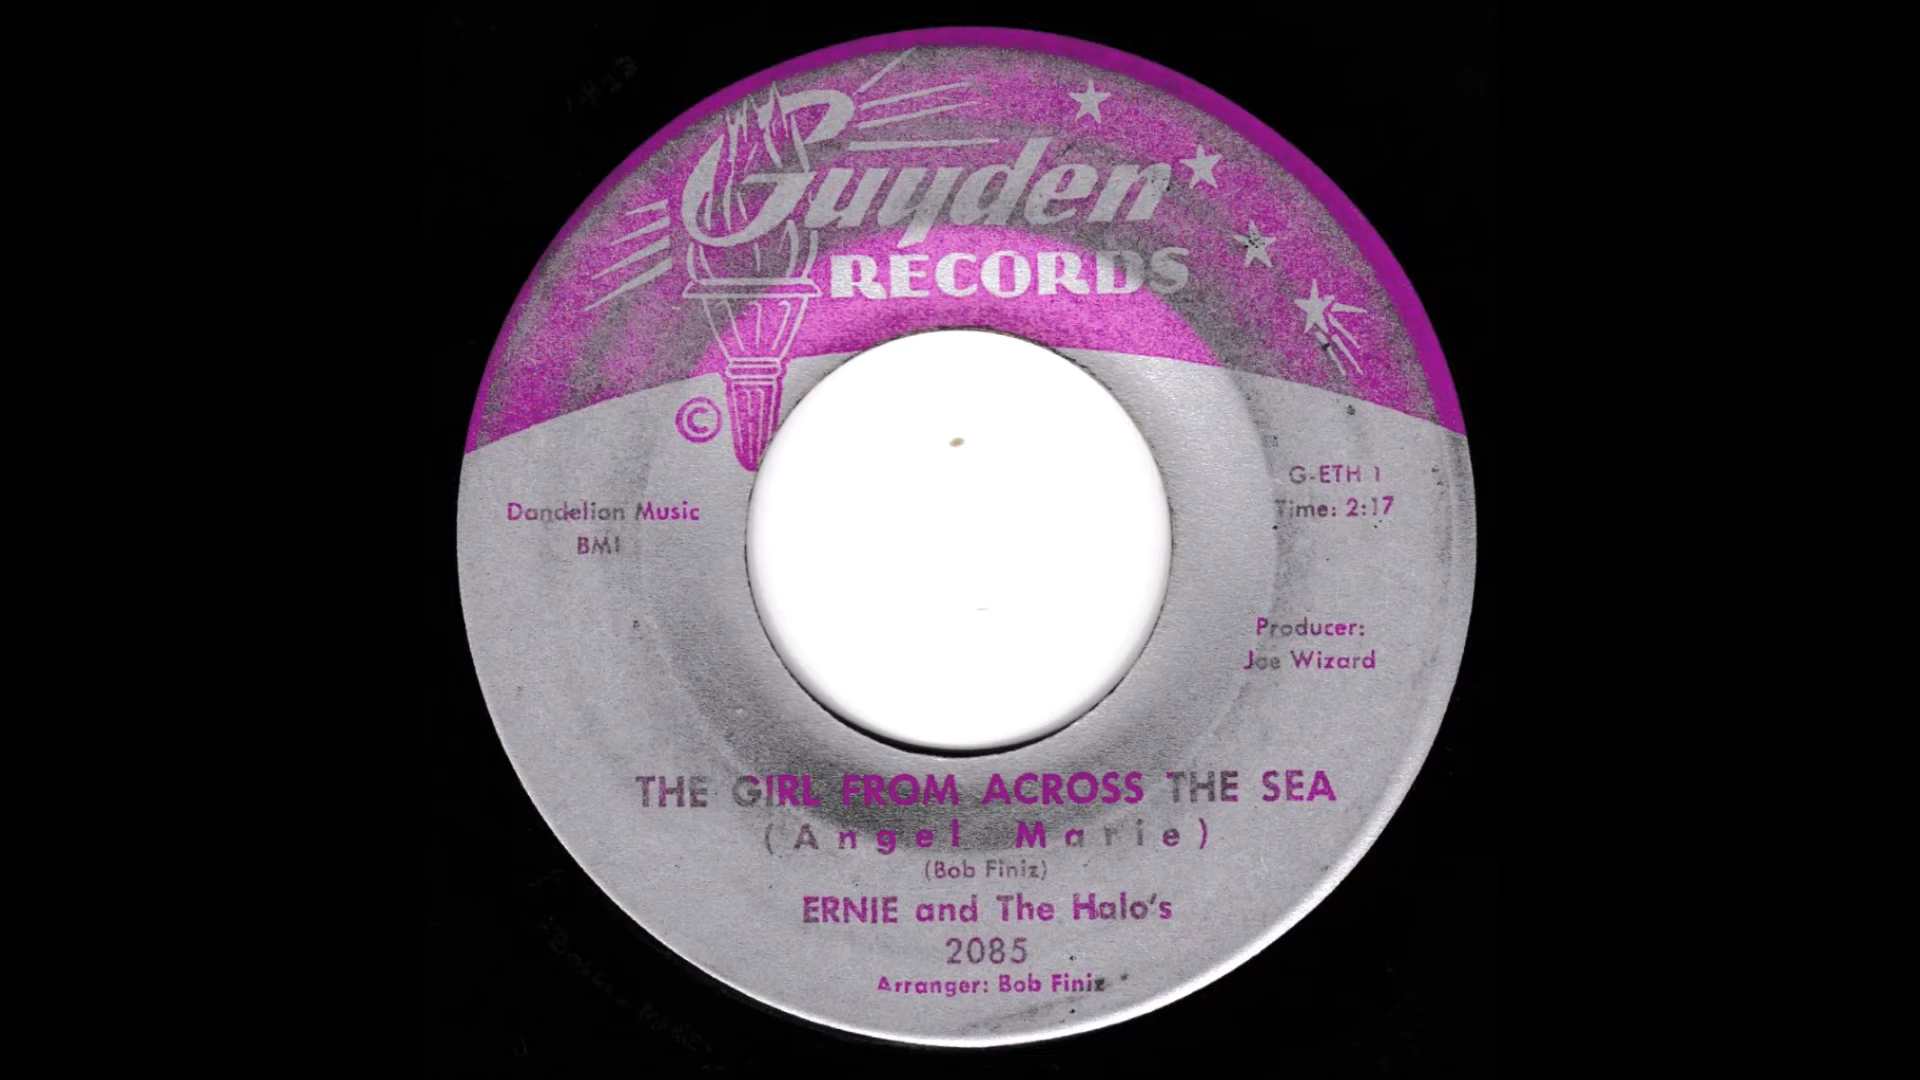 Guyden
RECORDS
©
Dandelion Music
BMI
G-ETH 1
Time: 2:17
Producer:
Joe Wizard
THE GIRL FROM ACROSS THE SEA
(Angel Marie)
(Bob Finiz)
ERNIE and The Halo's
2085
Arranger: Bob Finiz